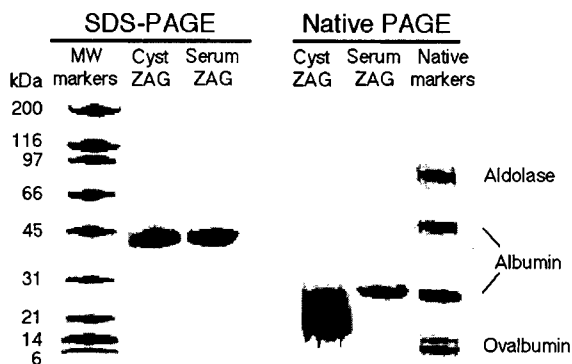 SDS-PAGE
Native PAGE
kDa
MW markers
Cyst ZAG
Serum ZAG
Cyst ZAG
Serum ZAG
Native markers
200
116
97
66
45
31
21
14
6
Aldolase
Albumin
Ovalbumin